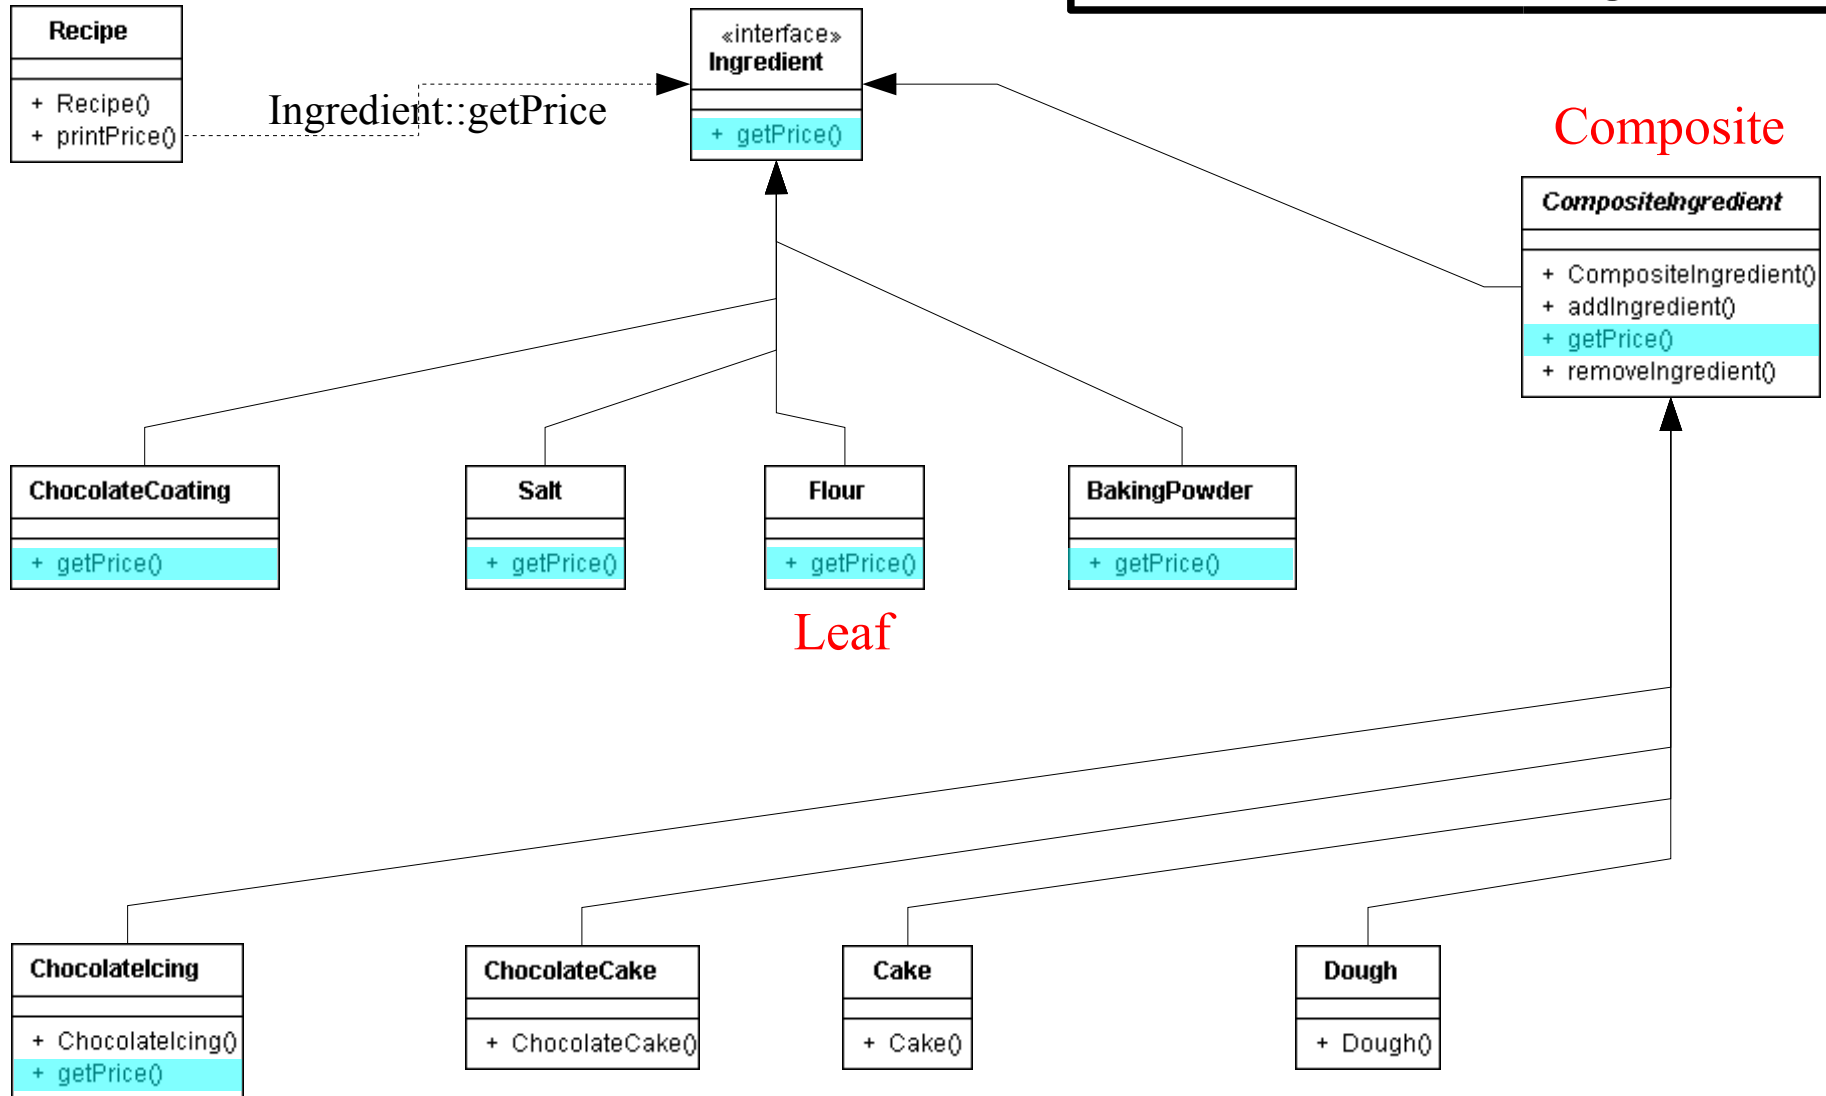 Recipe
+ Recipe()
+ printPrice()
Ingredient::getPrice
«interface»
Ingredient
+ getPrice()
Composite
CompositeIngredient
+ CompositeIngredient()
+ addIngredient()
+ getPrice()
+ removeIngredient()
ChocolateCoating
+ getPrice()
Salt
+ getPrice()
Flour
+ getPrice()
BakingPowder
+ getPrice()
Leaf
ChocolateIcing
+ ChocolateIcing()
+ getPrice()
ChocolateCake
+ ChocolateCake()
Cake
+ Cake()
Dough
+ Dough()